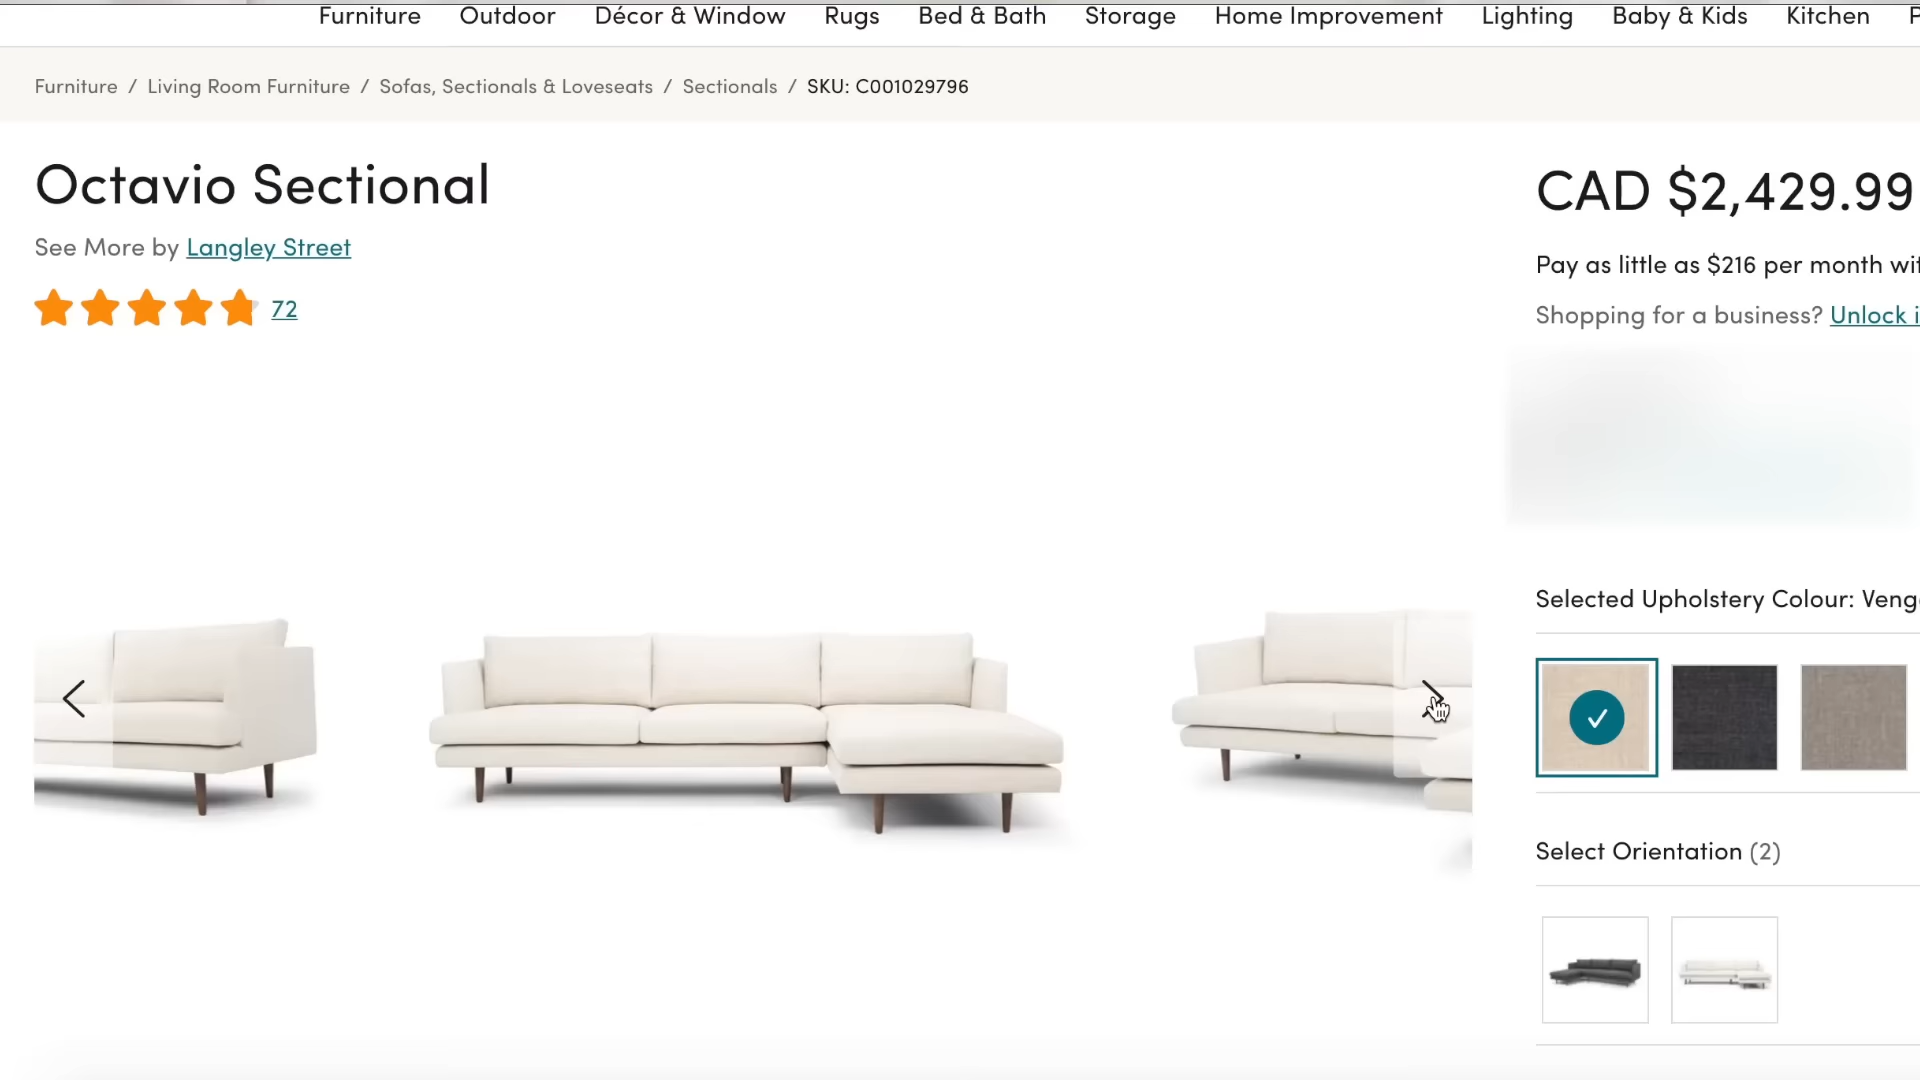 Furniture Outdoor Décor & Window Rugs Bed & Bath Storage Home Improvement Lighting Baby & Kids Kitchen
Furniture / Living Room Furniture / Sofas, Sectionals & Loveseats / Sectionals / SKU: C001029796
Octavio Sectional
See More by Langley Street
72
CAD $2,429.99
Pay as little as $216 per month
Shopping for a business? Unlock
Selected Upholstery Colour:
Select Orientation (2)